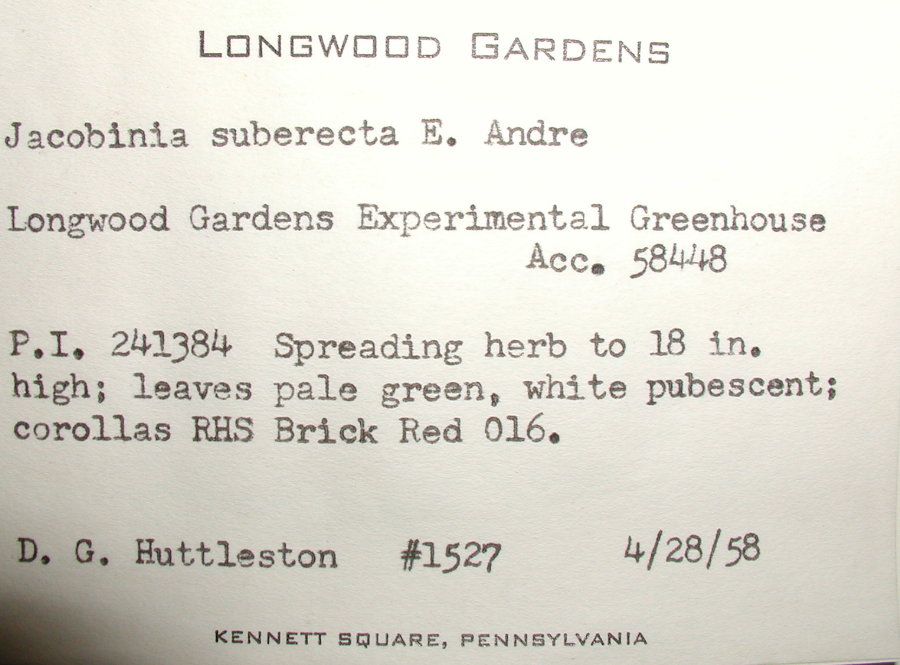 LONGWOOD GARDENS
Jacobinia suberecta E. Andre
Longwood Gardens Experimental Greenhouse
Acc. 58448
P.I. 241384 Spreading herb to 18 in.
high; leaves pale green, white pubescent;
corollas RHS Brick Red 016.
D. G. Huttleston #1527 4/28/58
KENNETT SQUARE, PENNSYLVANIA